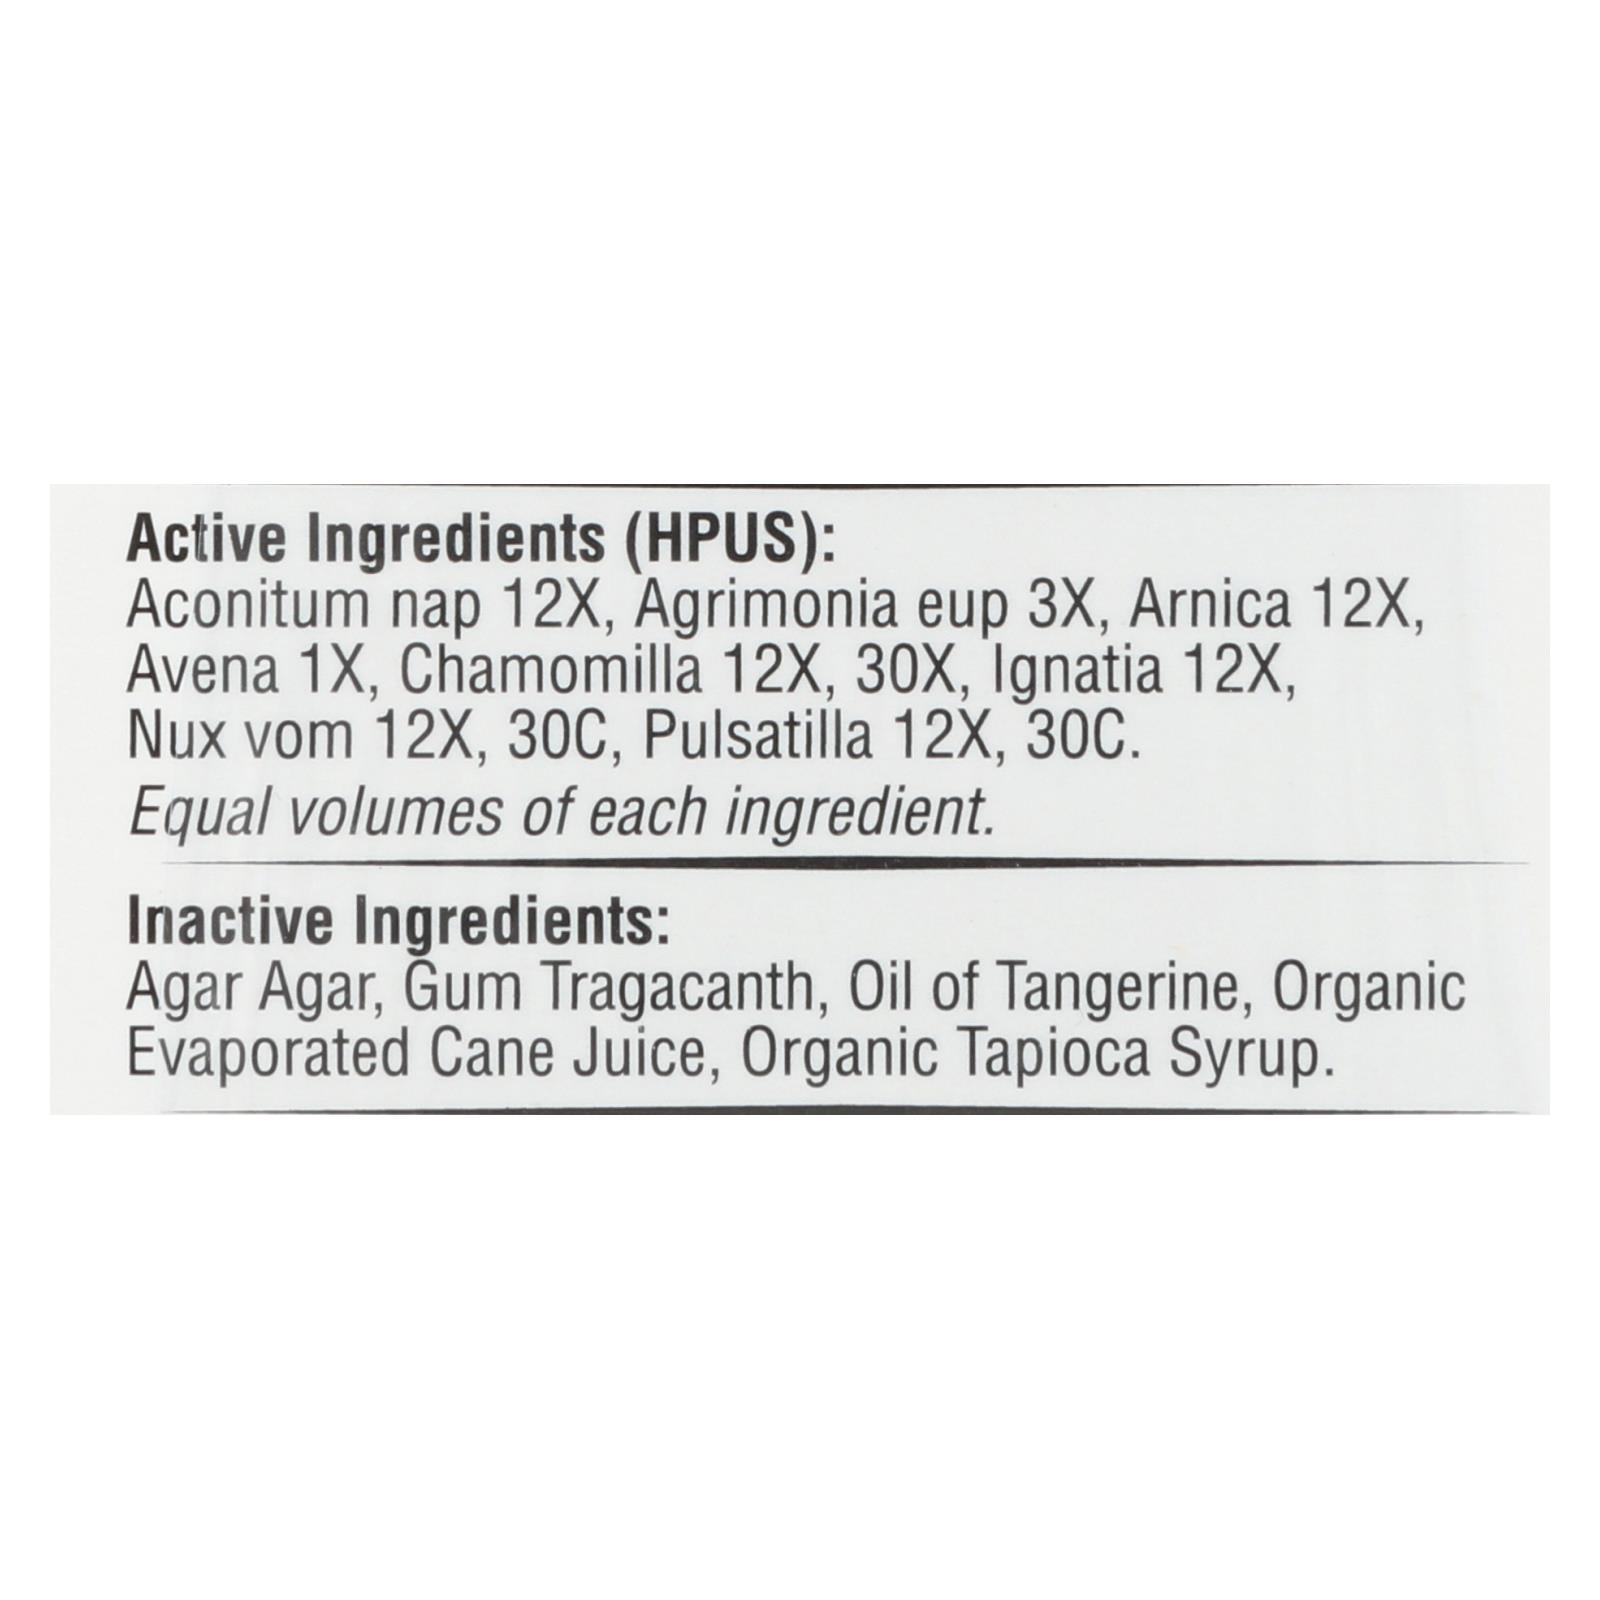 Active Ingredients (HPUS):
Aconitum nap 12X, Agrimonia eup 3X, Arnica 12X,
Avena 1X, Chamomilla 12X, 30X, Ignatia 12X,
Nux vom 12X, 30C, Pulsatilla 12X, 30C.
Equal volumes of each ingredient.
Inactive Ingredients:
Agar Agar, Gum Tragacanth, Oil of Tangerine, Organic
Evaporated Cane Juice, Organic Tapioca Syrup.